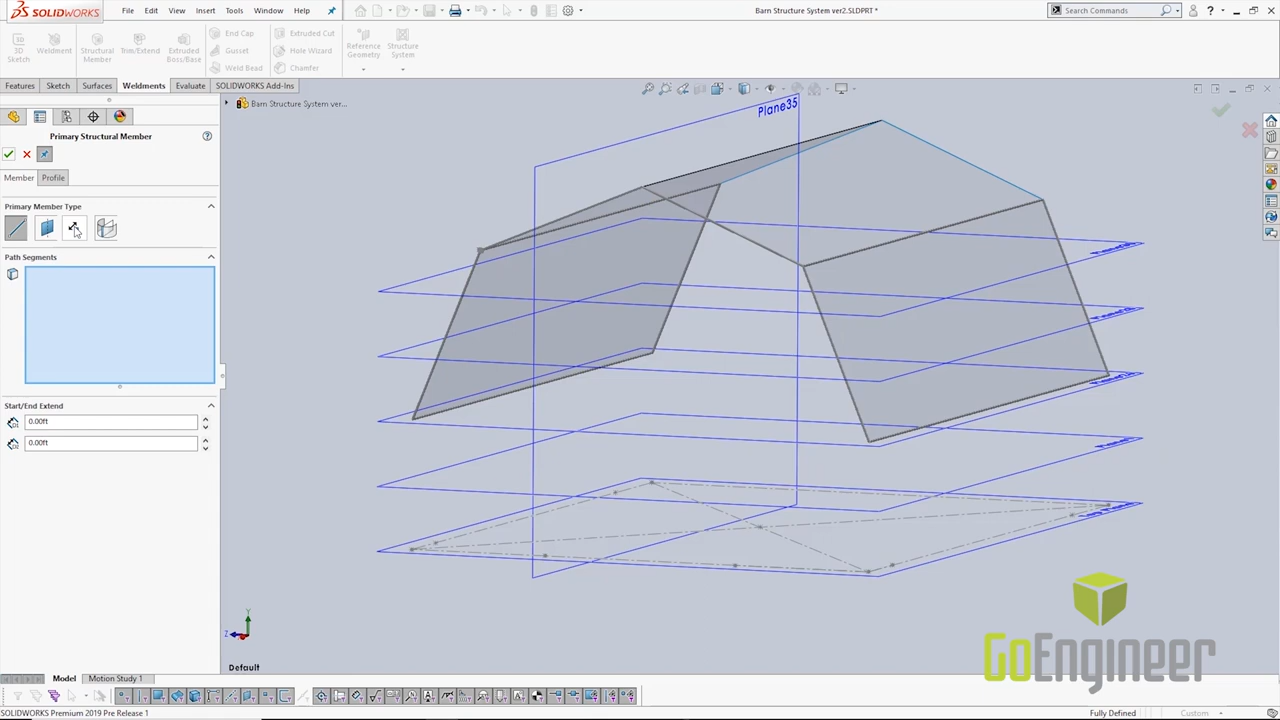 SOLIDWORKS
File Edit View Insert Tools Window Help
Barn Structure System ver2.SLDPRT *
Search Commands
3D Sketch
Weldment
Structural Member
Trim/Extend
Extruded Boss/Base
End Cap
Gusset
Weld Bead
Extruded Cut
Hole Wizard
Chamfer
Reference Geometry
Structure System
Features Sketch Surfaces Weldments Evaluate SOLIDWORKS Add-Ins
Barn Structure System ver...
Plane35
Primary Structural Member
Member Profile
Primary Member Type
Path Segments
Start/End Extend
0.00ft
0.00ft
Y
Z
Default
GoEngineer
Model Motion Study 1
SOLIDWORKS Premium 2019 Pre Release 1
Fully Defined
Custom